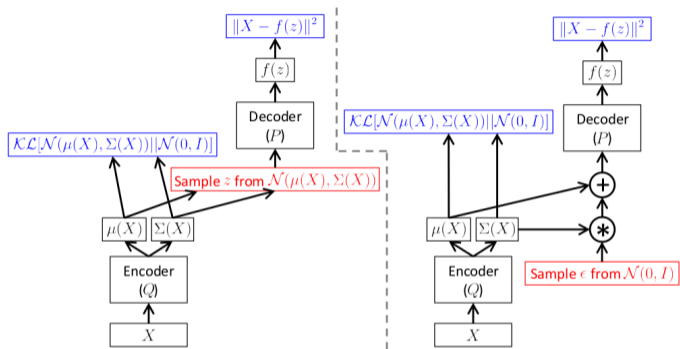 ‖X − f(z)‖²
f(z)
Decoder
(P)
𝒦ℒ[𝒩(μ(X), Σ(X))||𝒩(0, I)]
Sample z from 𝒩(μ(X), Σ(X))
μ(X)
Σ(X)
Encoder
(Q)
X
‖X − f(z)‖²
f(z)
Decoder
(P)
𝒦ℒ[𝒩(μ(X), Σ(X))||𝒩(0, I)]
+
μ(X)
Σ(X)
*
Encoder
(Q)
Sample ϵ from 𝒩(0, I)
X